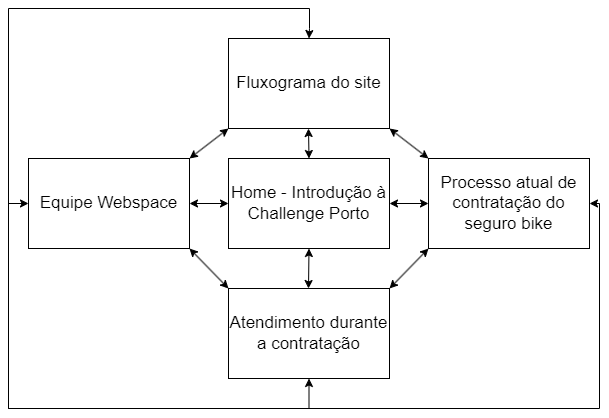 Fluxograma do site
Equipe Webspace
Home - Introdução à
Challenge Porto
Processo atual de
contratação do
seguro bike
Atendimento durante
a contratação